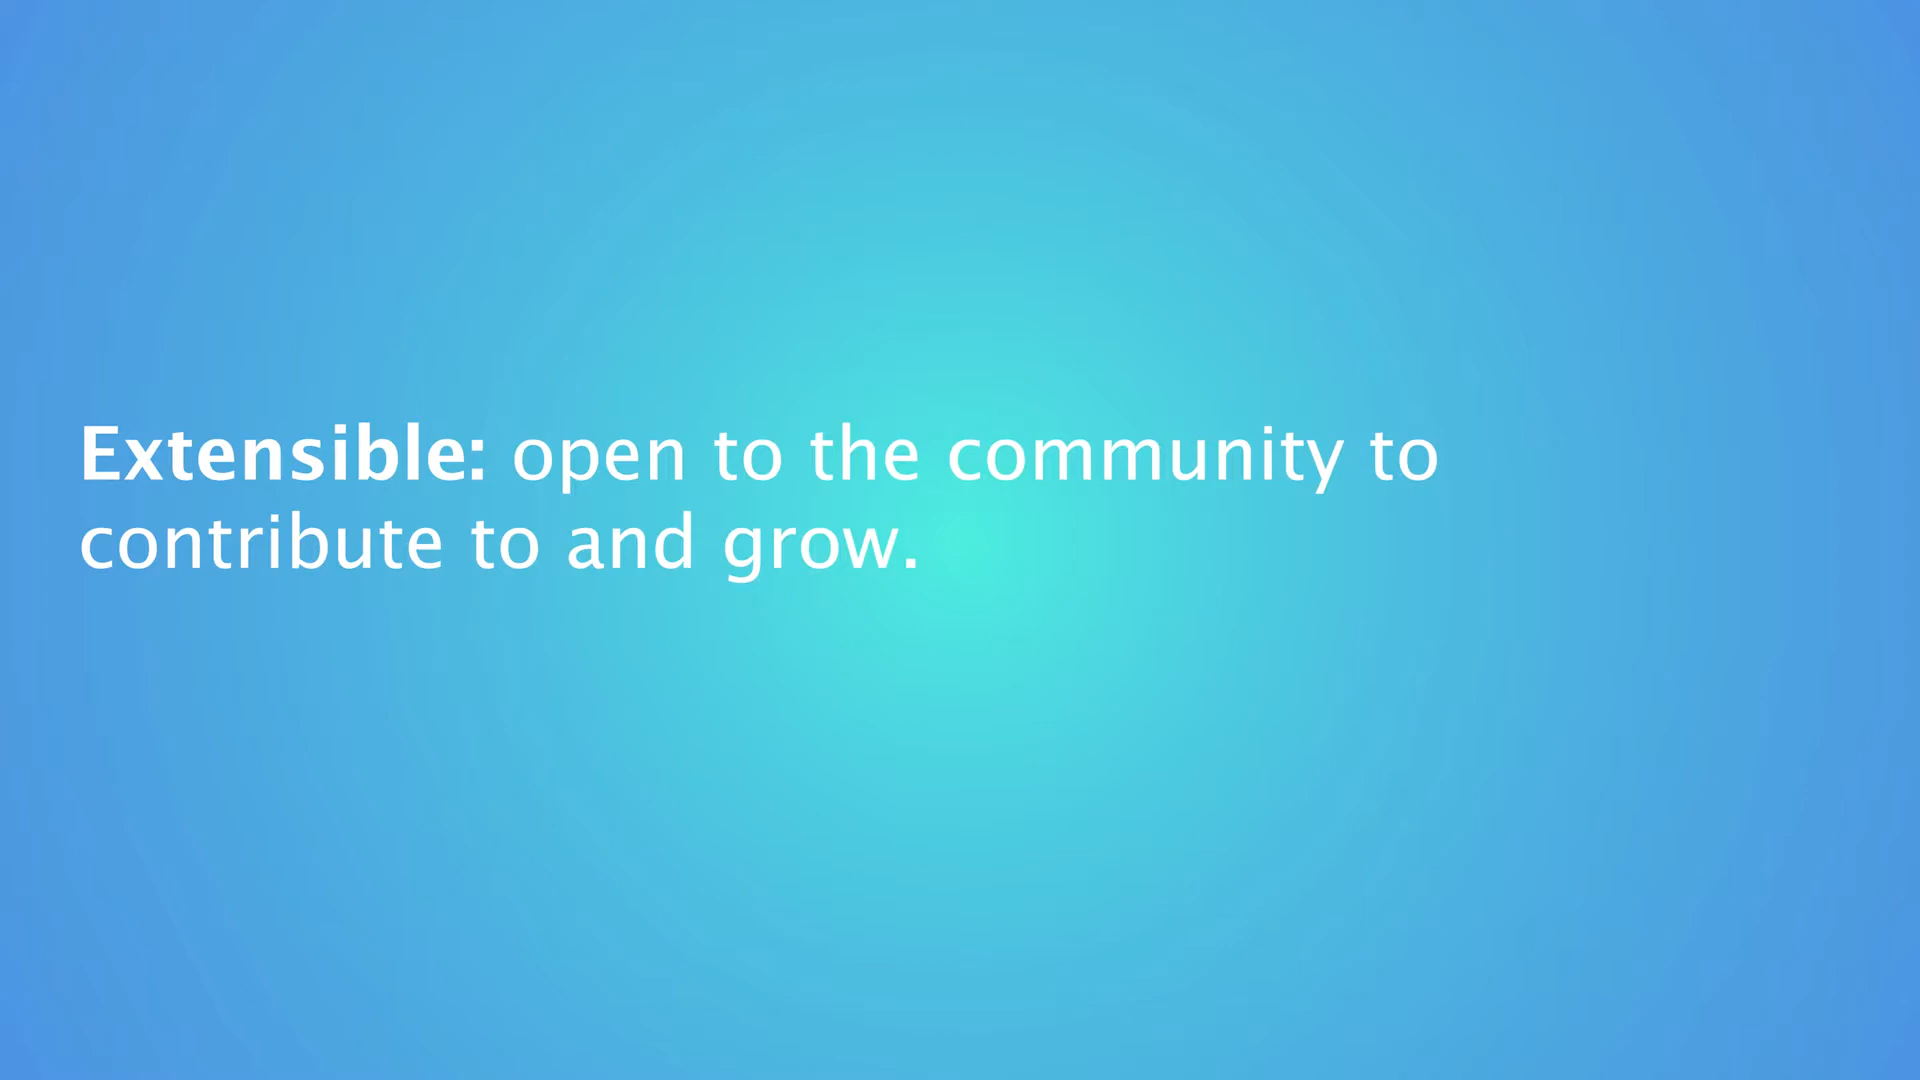 Extensible: open to the community to
contribute to and grow.